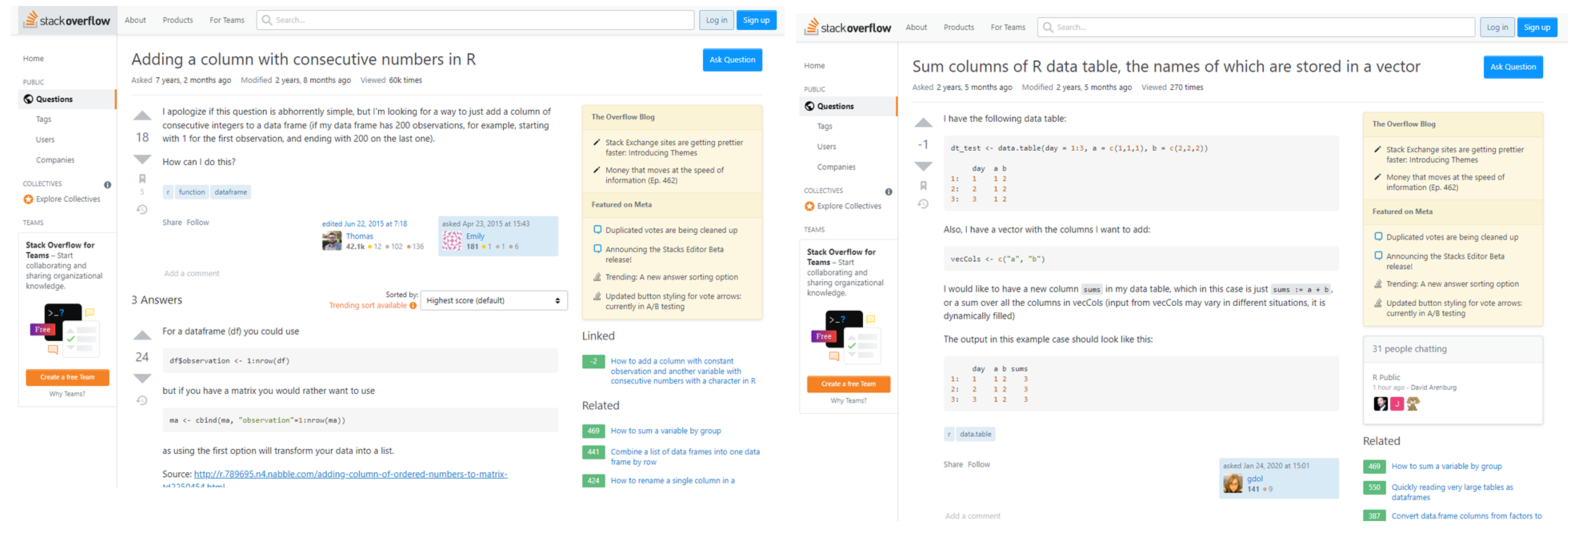 stackoverflow About Products For Teams Search... Log in Sign up
Home
PUBLIC
Questions
Tags
Users
Companies
COLLECTIVES
Explore Collectives
TEAMS
Stack Overflow for
Teams – Start
collaborating and
sharing organizational
knowledge.
>_?
Free
Create a free Team
Why Teams?
Adding a column with consecutive numbers in R
Ask Question
Asked 7 years, 2 months ago Modified 2 years, 8 months ago Viewed 60k times
18
5
I apologize if this question is abhorrently simple, but I'm looking for a way to just add a column of
consecutive integers to a data frame (if my data frame has 200 observations, for example, starting
with 1 for the first observation, and ending with 200 on the last one).
How can I do this?
r function dataframe
Share Follow
edited Jun 22, 2015 at 7:18
Thomas
42.1k 12 102 136
asked Apr 23, 2015 at 15:43
Emily
181 1 1 6
Add a comment
3 Answers
Sorted by:
Trending sort available
Highest score (default)
24
For a dataframe (df) you could use
df$observation <- 1:nrow(df)
but if you have a matrix you would rather want to use
ma <- cbind(ma, "observation"=1:nrow(ma))
as using the first option will transform your data into a list.
Source: http://r.789695.n4.nabble.com/adding-column-of-ordered-numbers-to-matrix-
td2250454.html
The Overflow Blog
Stack Exchange sites are getting prettier
faster: Introducing Themes
Money that moves at the speed of
information (Ep. 462)
Featured on Meta
Duplicated votes are being cleaned up
Announcing the Stacks Editor Beta
release!
Trending: A new answer sorting option
Updated button styling for vote arrows:
currently in A/B testing
Linked
-2 How to add a column with constant
observation and another variable with
consecutive numbers with a character in R
Related
469 How to sum a variable by group
441 Combine a list of data frames into one data
frame by row
424 How to rename a single column in a
stackoverflow About Products For Teams Search... Log in Sign up
Home
PUBLIC
Questions
Tags
Users
Companies
COLLECTIVES
Explore Collectives
TEAMS
Stack Overflow for
Teams – Start
collaborating and
sharing organizational
knowledge.
>_?
Free
Create a free Team
Why Teams?
Sum columns of R data table, the names of which are stored in a vector
Ask Question
Asked 2 years, 5 months ago Modified 2 years, 5 months ago Viewed 270 times
-1
I have the following data table:
dt_test <- data.table(day = 1:3, a = c(1,1,1), b = c(2,2,2))
day a b
1: 1 1 2
2: 2 1 2
3: 3 1 2
Also, I have a vector with the columns I want to add:
vecCols <- c("a", "b")
I would like to have a new column sums in my data table, which in this case is just sums := a + b ,
or a sum over all the columns in vecCols (input from vecCols may vary in different situations, it is
dynamically filled)
The output in this example case should look like this:
day a b sums
1: 1 1 2 3
2: 2 1 2 3
3: 3 1 2 3
r data.table
Share Follow
asked Jan 24, 2020 at 15:01
gdol
141 9
Add a comment
The Overflow Blog
Stack Exchange sites are getting prettier
faster: Introducing Themes
Money that moves at the speed of
information (Ep. 462)
Featured on Meta
Duplicated votes are being cleaned up
Announcing the Stacks Editor Beta
release!
Trending: A new answer sorting option
Updated button styling for vote arrows:
currently in A/B testing
31 people chatting
R Public
1 hour ago - David Arenburg
J
Related
469 How to sum a variable by group
550 Quickly reading very large tables as
dataframes
387 Convert data.frame columns from factors to